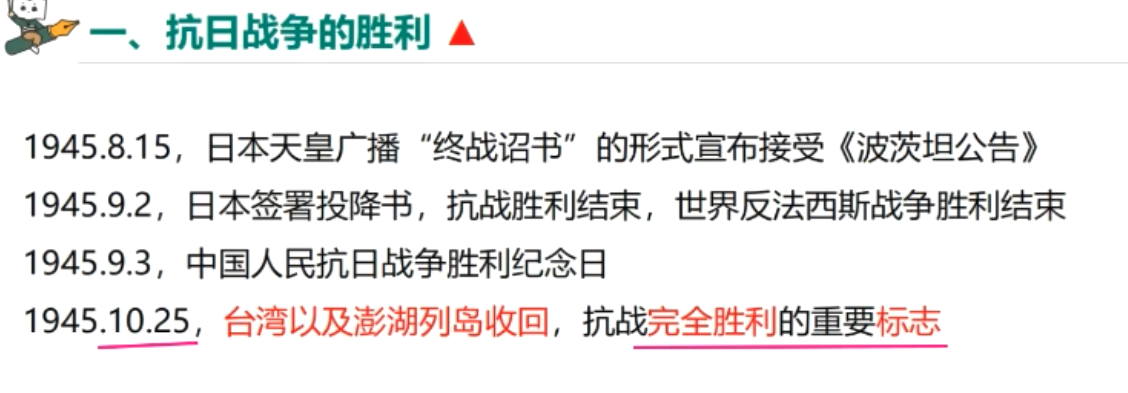 一、抗日战争的胜利
1945.8.15，日本天皇广播“终战诏书”的形式宣布接受《波茨坦公告》
1945.9.2，日本签署投降书，抗战胜利结束，世界反法西斯战争胜利结束
1945.9.3，中国人民抗日战争胜利纪念日
1945.10.25，台湾以及澎湖列岛收回，抗战完全胜利的重要标志